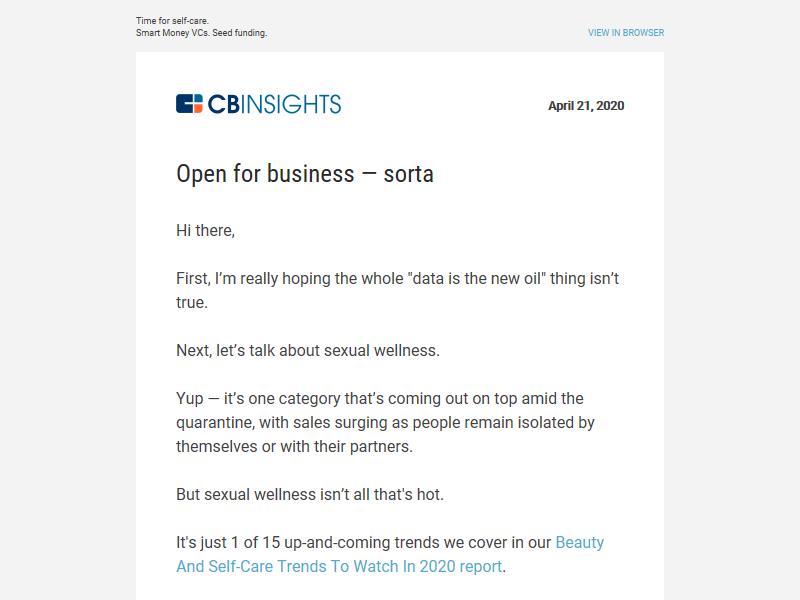 Time for self-care.
Smart Money VCs. Seed funding.
VIEW IN BROWSER
CBINSIGHTS
April 21, 2020
Open for business — sorta
Hi there,
First, I’m really hoping the whole "data is the new oil" thing isn’t
true.
Next, let’s talk about sexual wellness.
Yup — it’s one category that’s coming out on top amid the
quarantine, with sales surging as people remain isolated by
themselves or with their partners.
But sexual wellness isn’t all that's hot.
It's just 1 of 15 up-and-coming trends we cover in our Beauty
And Self-Care Trends To Watch In 2020 report.